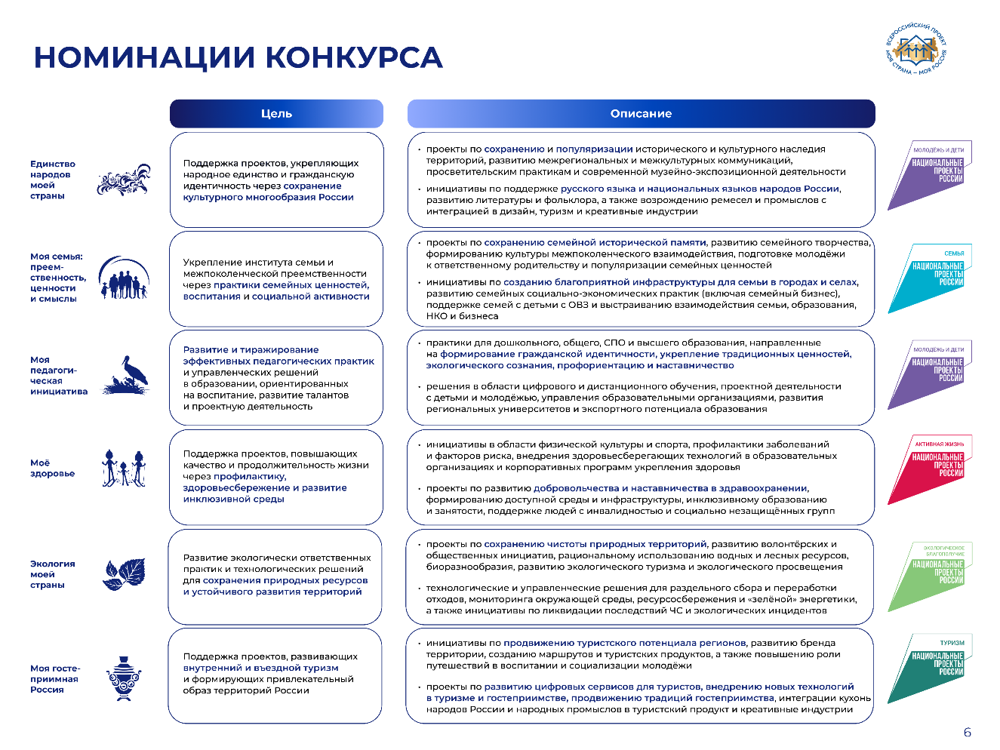 НОМИНАЦИИ КОНКУРСА
ВСЕРОССИЙСКИЙ ПРОЕКТ
МОЯ СТРАНА – МОЯ РОССИЯ
Цель
Описание
Единство
народов
моей
страны
Поддержка проектов, укрепляющих
народное единство и гражданскую
идентичность через сохранение
культурного многообразия России
• проекты по сохранению и популяризации исторического и культурного наследия
территорий, развитию межрегиональных и межкультурных коммуникаций,
просветительским практикам и современной музейно-экспозиционной деятельности
• инициативы по поддержке русского языка и национальных языков народов России,
развитию литературы и фольклора, а также возрождению ремесел и промыслов с
интеграцией в дизайн, туризм и креативные индустрии
МОЛОДЁЖЬ И ДЕТИ
НАЦИОНАЛЬНЫЕ
ПРОЕКТЫ
РОССИИ
Моя семья:
преем-
ственность,
ценности
и смыслы
Укрепление института семьи и
межпоколенческой преемственности
через практики семейных ценностей,
воспитания и социальной активности
• проекты по сохранению семейной исторической памяти, развитию семейного творчества,
формированию культуры межпоколенческого взаимодействия, подготовке молодёжи
к ответственному родительству и популяризации семейных ценностей
• инициативы по созданию благоприятной инфраструктуры для семьи в городах и селах,
развитию семейных социально-экономических практик (включая семейный бизнес),
поддержке семей с детьми с ОВЗ и выстраиванию взаимодействия семьи, образования,
НКО и бизнеса
СЕМЬЯ
НАЦИОНАЛЬНЫЕ
ПРОЕКТЫ
РОССИИ
Моя
педагоги-
ческая
инициатива
Развитие и тиражирование
эффективных педагогических практик
и управленческих решений
в образовании, ориентированных
на воспитание, развитие талантов
и проектную деятельность
• практики для дошкольного, общего, СПО и высшего образования, направленные
на формирование гражданской идентичности, укрепление традиционных ценностей,
экологического сознания, профориентацию и наставничество
• решения в области цифрового и дистанционного обучения, проектной деятельности
с детьми и молодёжью, управления образовательными организациями, развития
региональных университетов и экспортного потенциала образования
МОЛОДЁЖЬ И ДЕТИ
НАЦИОНАЛЬНЫЕ
ПРОЕКТЫ
РОССИИ
Моё
здоровье
Поддержка проектов, повышающих
качество и продолжительность жизни
через профилактику,
здоровьесбережение и развитие
инклюзивной среды
• инициативы в области физической культуры и спорта, профилактики заболеваний
и факторов риска, внедрения здоровьесберегающих технологий в образовательных
организациях и корпоративных программ укрепления здоровья
• проекты по развитию добровольчества и наставничества в здравоохранении,
формированию доступной среды и инфраструктуры, инклюзивному образованию
и занятости, поддержке людей с инвалидностью и социально незащищённых групп
АКТИВНАЯ ЖИЗНЬ
НАЦИОНАЛЬНЫЕ
ПРОЕКТЫ
РОССИИ
Экология
моей
страны
Развитие экологически ответственных
практик и технологических решений
для сохранения природных ресурсов
и устойчивого развития территорий
• проекты по сохранению чистоты природных территорий, развитию волонтёрских и
общественных инициатив, рациональному использованию водных и лесных ресурсов,
биоразнообразия, развитию экологического туризма и экологического просвещения
• технологические и управленческие решения для раздельного сбора и переработки
отходов, мониторинга окружающей среды, ресурсосбережения и «зелёной» энергетики,
а также инициативы по ликвидации последствий ЧС и экологических инцидентов
ЭКОЛОГИЧЕСКОЕ
БЛАГОПОЛУЧИЕ
НАЦИОНАЛЬНЫЕ
ПРОЕКТЫ
РОССИИ
Моя госте-
приимная
Россия
Поддержка проектов, развивающих
внутренний и въездной туризм
и формирующих привлекательный
образ территорий России
• инициативы по продвижению туристского потенциала регионов, развитию бренда
территории, созданию маршрутов и туристских продуктов, а также повышению роли
путешествий в воспитании и социализации молодёжи
• проекты по развитию цифровых сервисов для туристов, внедрению новых технологий
в туризме и гостеприимстве, продвижению традиций гостеприимства, интеграции кухонь
народов России и народных промыслов в туристский продукт и креативные индустрии
ТУРИЗМ
НАЦИОНАЛЬНЫЕ
ПРОЕКТЫ
РОССИИ
6